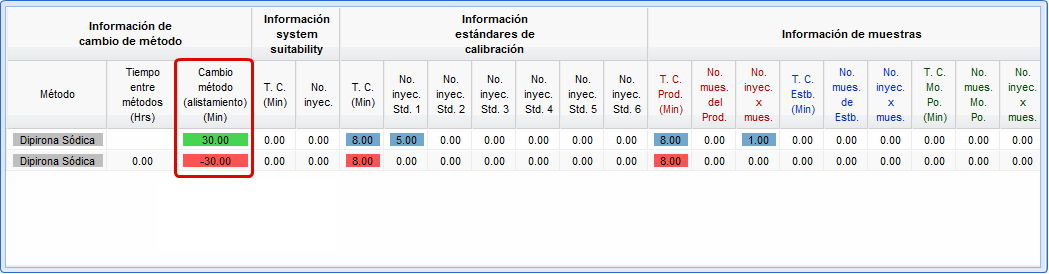 Información de
cambio de método
Información
system
suitability
Información
estándares de
calibración
Información de muestras
Método
Tiempo
entre
métodos
(Hrs)
Cambio
método
(alistamiento)
(Min)
T. C.
(Min)
No.
inyec.
T. C.
(Min)
No.
inyec.
Std. 1
No.
inyec.
Std. 2
No.
inyec.
Std. 3
No.
inyec.
Std. 4
No.
inyec.
Std. 5
No.
inyec.
Std. 6
T. C.
Prod.
(Min)
No.
mues.
del
Prod.
No.
inyec.
x
mues.
T. C.
Estb.
(Min)
No.
mues.
de
Estb.
No.
inyec.
x
mues.
T. C.
Mo.
Po.
(Min)
No.
mues.
Mo.
Po.
No.
inyec.
x
mues.
Dipirona Sódica 30.00 0.00 0.00 8.00 5.00 0.00 0.00 0.00 0.00 0.00 8.00 0.00 1.00 0.00 0.00 0.00 0.00 0.00 0.00
Dipirona Sódica 0.00 -30.00 0.00 0.00 8.00 0.00 0.00 0.00 0.00 0.00 0.00 8.00 0.00 0.00 0.00 0.00 0.00 0.00 0.00 0.00